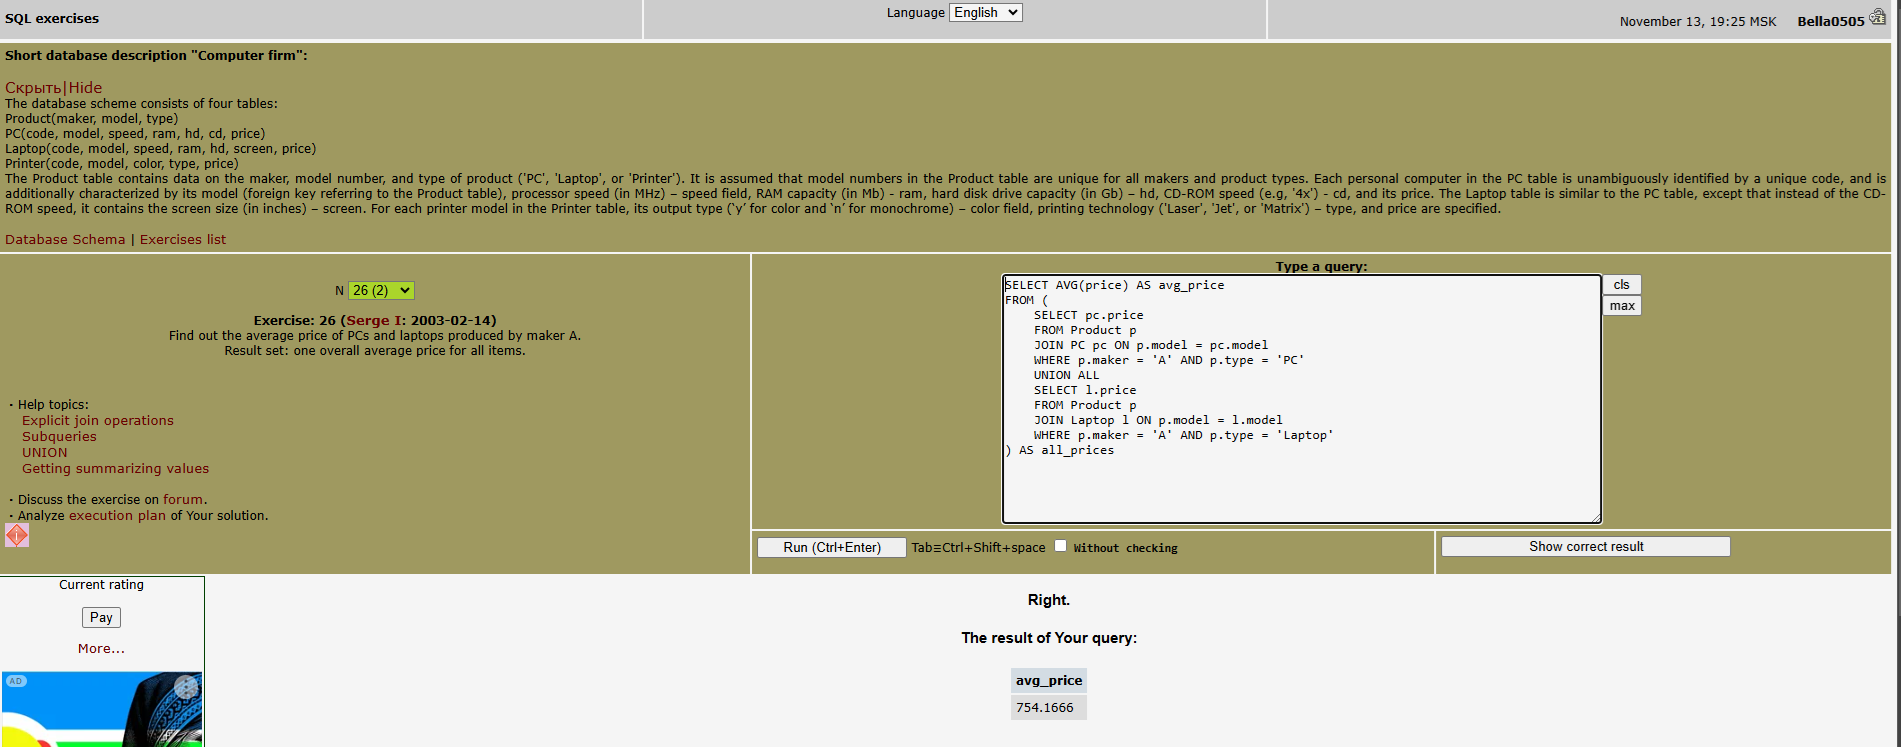 SQL exercises
Language English
November 13, 19:25 MSK Bella0505
Short database description "Computer firm":
Скрыть|Hide
The database scheme consists of four tables:
Product(maker, model, type)
PC(code, model, speed, ram, hd, cd, price)
Laptop(code, model, speed, ram, hd, screen, price)
Printer(code, model, color, type, price)
The Product table contains data on the maker, model number, and type of product ('PC', 'Laptop', or 'Printer'). It is assumed that model numbers in the Product table are unique for all makers and product types. Each personal computer in the PC table is unambiguously identified by a unique code, and is
additionally characterized by its model (foreign key referring to the Product table), processor speed (in MHz) – speed field, RAM capacity (in Mb) - ram, hard disk drive capacity (in Gb) – hd, CD-ROM speed (e.g, '4x') - cd, and its price. The Laptop table is similar to the PC table, except that instead of the CD-
ROM speed, it contains the screen size (in inches) – screen. For each printer model in the Printer table, its output type (‘y’ for color and ‘n’ for monochrome) – color field, printing technology ('Laser', 'Jet', or 'Matrix') – type, and price are specified.
Database Schema | Exercises list
N 26 (2)
Exercise: 26 (Serge I: 2003-02-14)
Find out the average price of PCs and laptops produced by maker A.
Result set: one overall average price for all items.
· Help topics:
Explicit join operations
Subqueries
UNION
Getting summarizing values
· Discuss the exercise on forum.
· Analyze execution plan of Your solution.
Type a query:
SELECT AVG(price) AS avg_price
FROM (
SELECT pc.price
FROM Product p
JOIN PC pc ON p.model = pc.model
WHERE p.maker = 'A' AND p.type = 'PC'
UNION ALL
SELECT l.price
FROM Product p
JOIN Laptop l ON p.model = l.model
WHERE p.maker = 'A' AND p.type = 'Laptop'
) AS all_prices
cls
max
Run (Ctrl+Enter) Tab≡Ctrl+Shift+space Without checking
Show correct result
Current rating
Pay
More...
AD
Right.
The result of Your query:
avg_price
754.1666